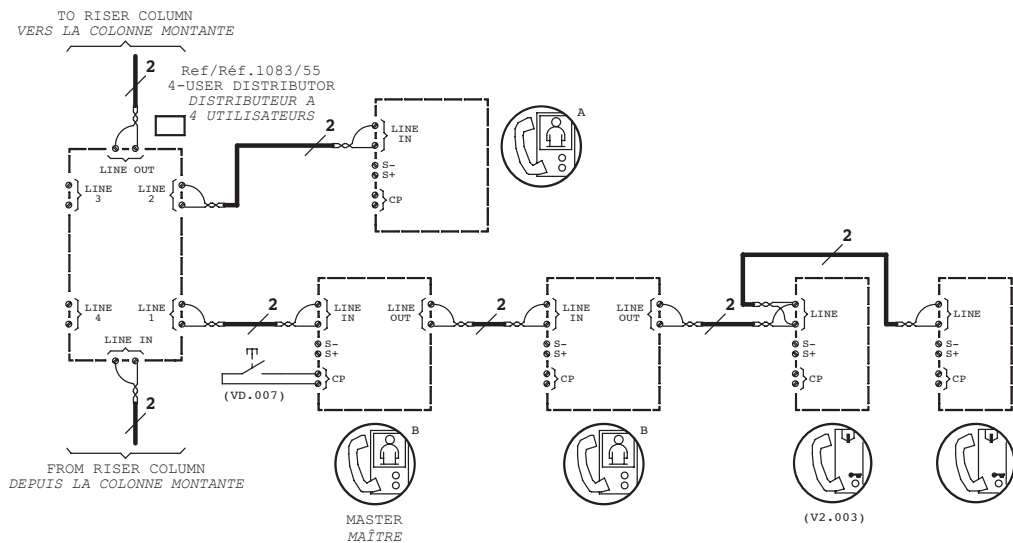 TO RISER COLUMN
VERS LA COLONNE MONTANTE
2
Ref/Réf.1083/55
4-USER DISTRIBUTOR
DISTRIBUTEUR A
4 UTILISATEURS
LINE OUT
LINE
3
LINE
2
LINE
4
LINE
1
LINE IN
2
FROM RISER COLUMN
DEPUIS LA COLONNE MONTANTE
2
LINE
IN
S-
S+
CP
A
2
(VD.007)
LINE
IN
LINE
OUT
S-
S+
CP
B
MASTER
MAÎTRE
2
LINE
IN
LINE
OUT
S-
S+
CP
B
2
LINE
S-
S+
CP
(V2.003)
2
LINE
S-
S+
CP